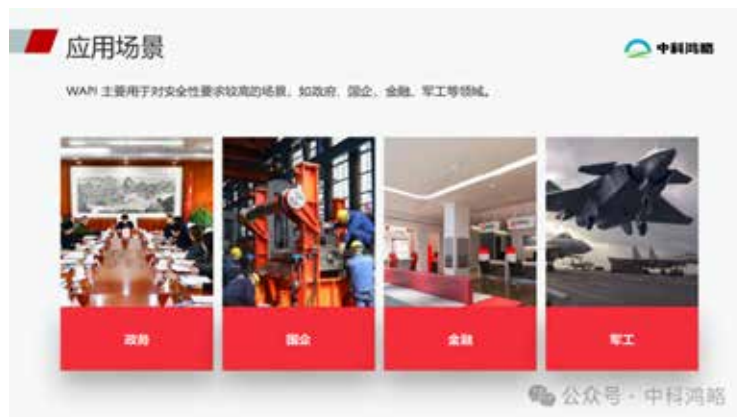 应用场景
中科鸿略
WAPI 主要用于对安全性要求较高的场景，如政府、国企、金融、军工等领域。
政务
国企
金融
军工
公众号 · 中科鸿略